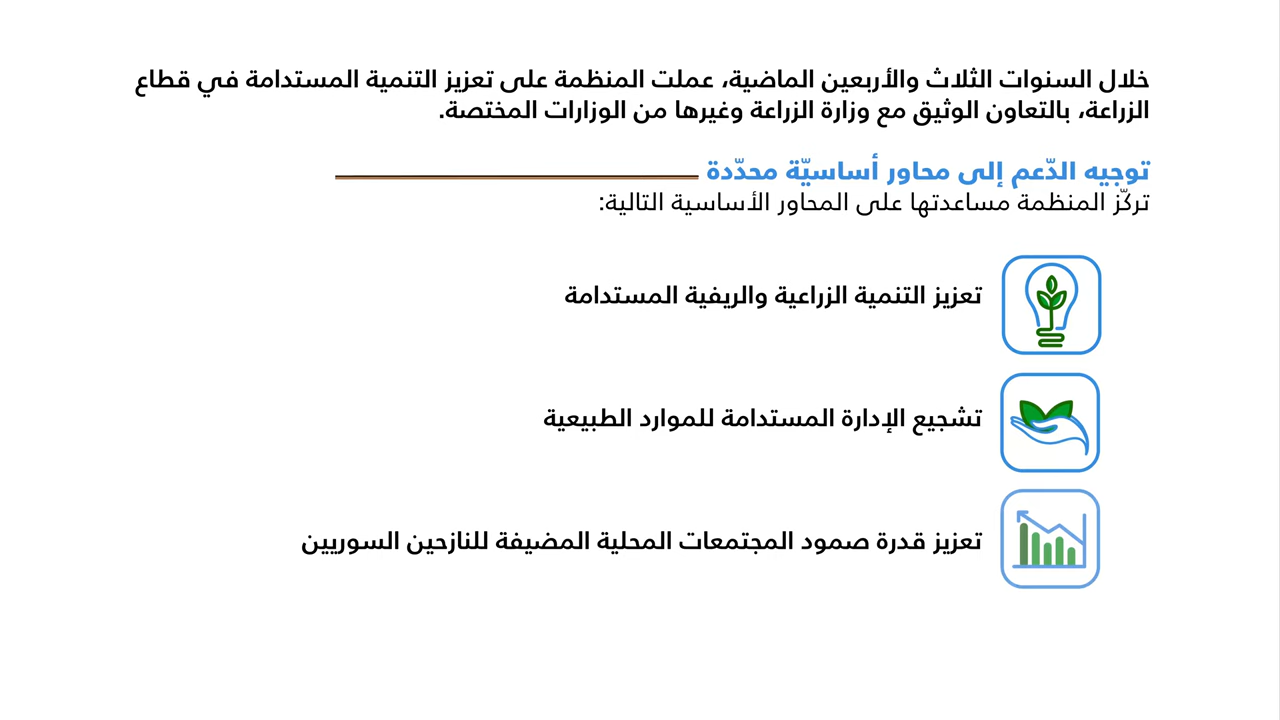 خلال السنوات الثلاث والأربعين الماضية، عملت المنظمة على تعزيز التنمية المستدامة في قطاع
الزراعة، بالتعاون الوثيق مع وزارة الزراعة وغيرها من الوزارات المختصة.
توجيه الدّعم إلى محاور أساسيّة محدّدة
تركّز المنظمة مساعدتها على المحاور الأساسية التالية:
تعزيز التنمية الزراعية والريفية المستدامة
تشجيع الإدارة المستدامة للموارد الطبيعية
تعزيز قدرة صمود المجتمعات المحلية المضيفة للنازحين السوريين